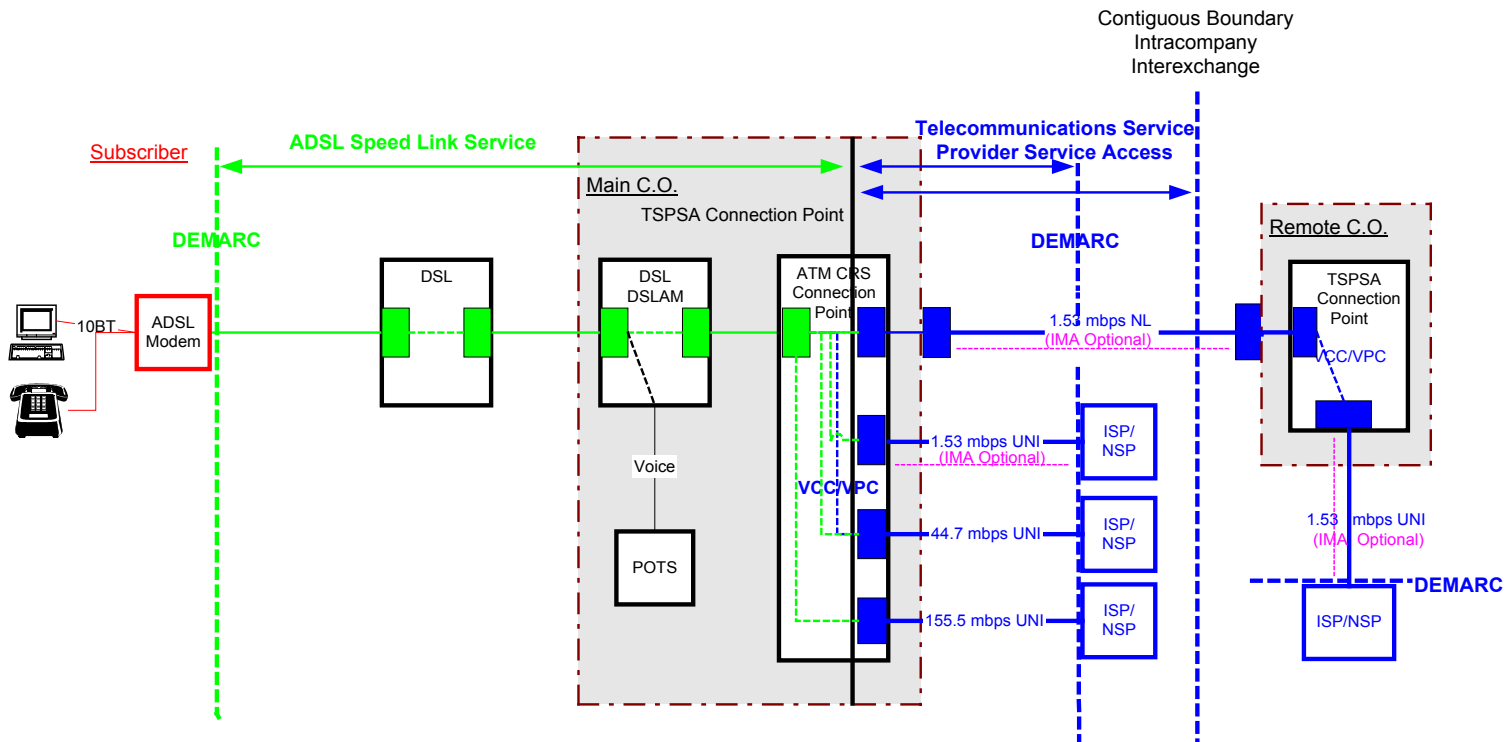 Contiguous Boundary
Intracompany
Interexchange
Subscriber
ADSL Speed Link Service
Telecommunications Service
Provider Service Access
Main C.O.
TSPSA Connection Point
Remote C.O.
DEMARC
DEMARC
DSL
DSL
DSLAM
ATM CRS
Connection
Point
TSPSA
Connection
Point
10BT
ADSL
Modem
1.53 mbps NL
(IMA Optional)
VCC/VPC
1.53 mbps UNI
(IMA Optional)
ISP/
NSP
Voice
VCC/VPC
44.7 mbps UNI
ISP/
NSP
1.53 mbps UNI
(IMA Optional)
POTS
DEMARC
155.5 mbps UNI
ISP/
NSP
ISP/NSP